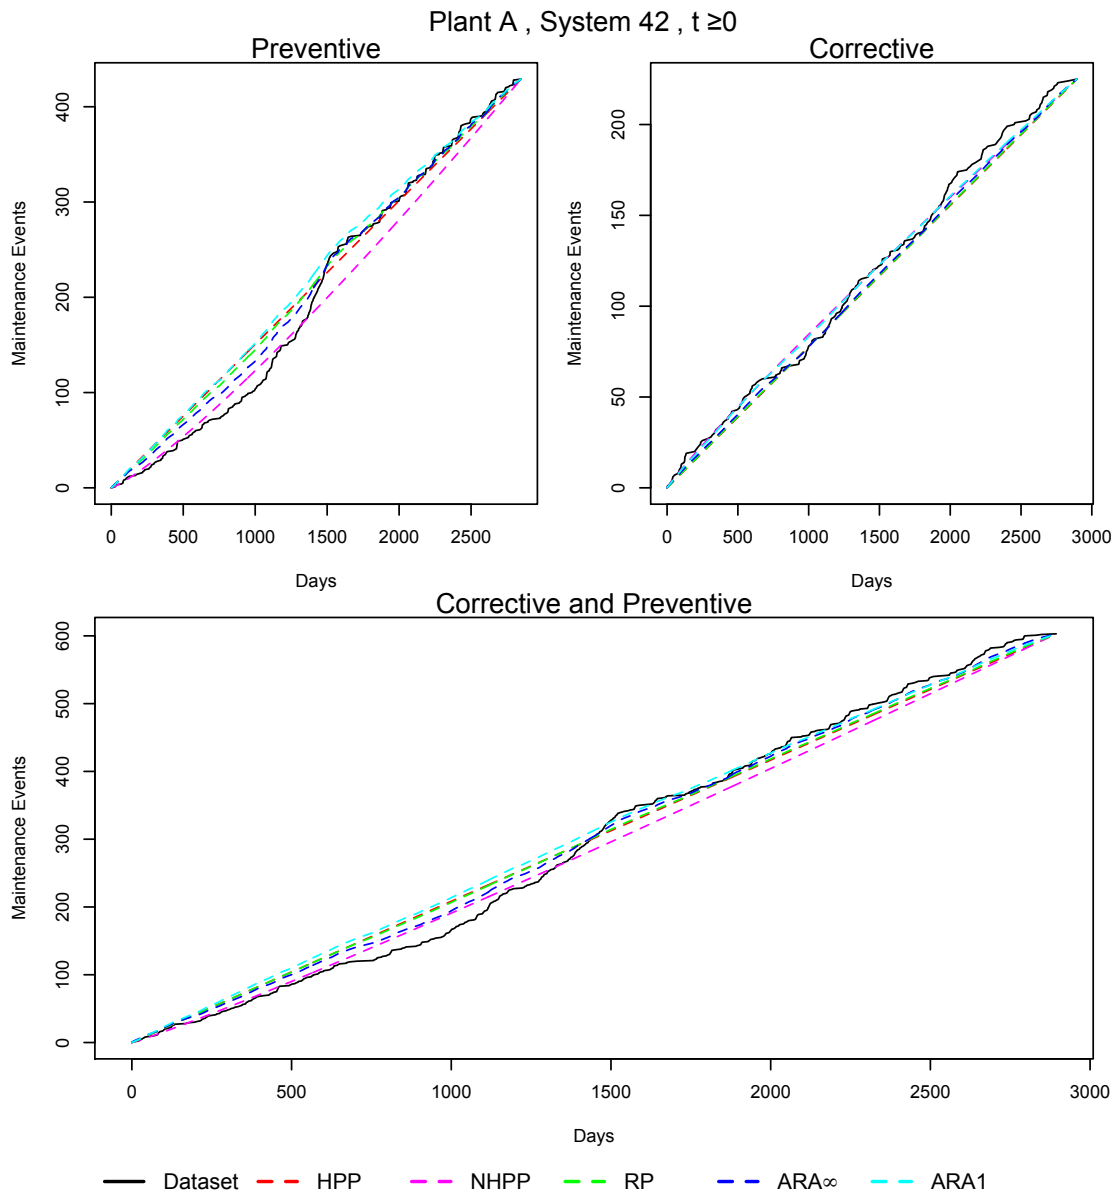 Plant A , System 42 , t ≥0
Preventive
Corrective
Maintenance Events
0 100 200 300 400
0 500 1000 1500 2000 2500
Days
Maintenance Events
0 50 100 150 200
0 500 1000 1500 2000 2500 3000
Days
Corrective and Preventive
Maintenance Events
0 100 200 300 400 500 600
0 500 1000 1500 2000 2500 3000
Days
Dataset HPP NHPP RP ARA∞ ARA1